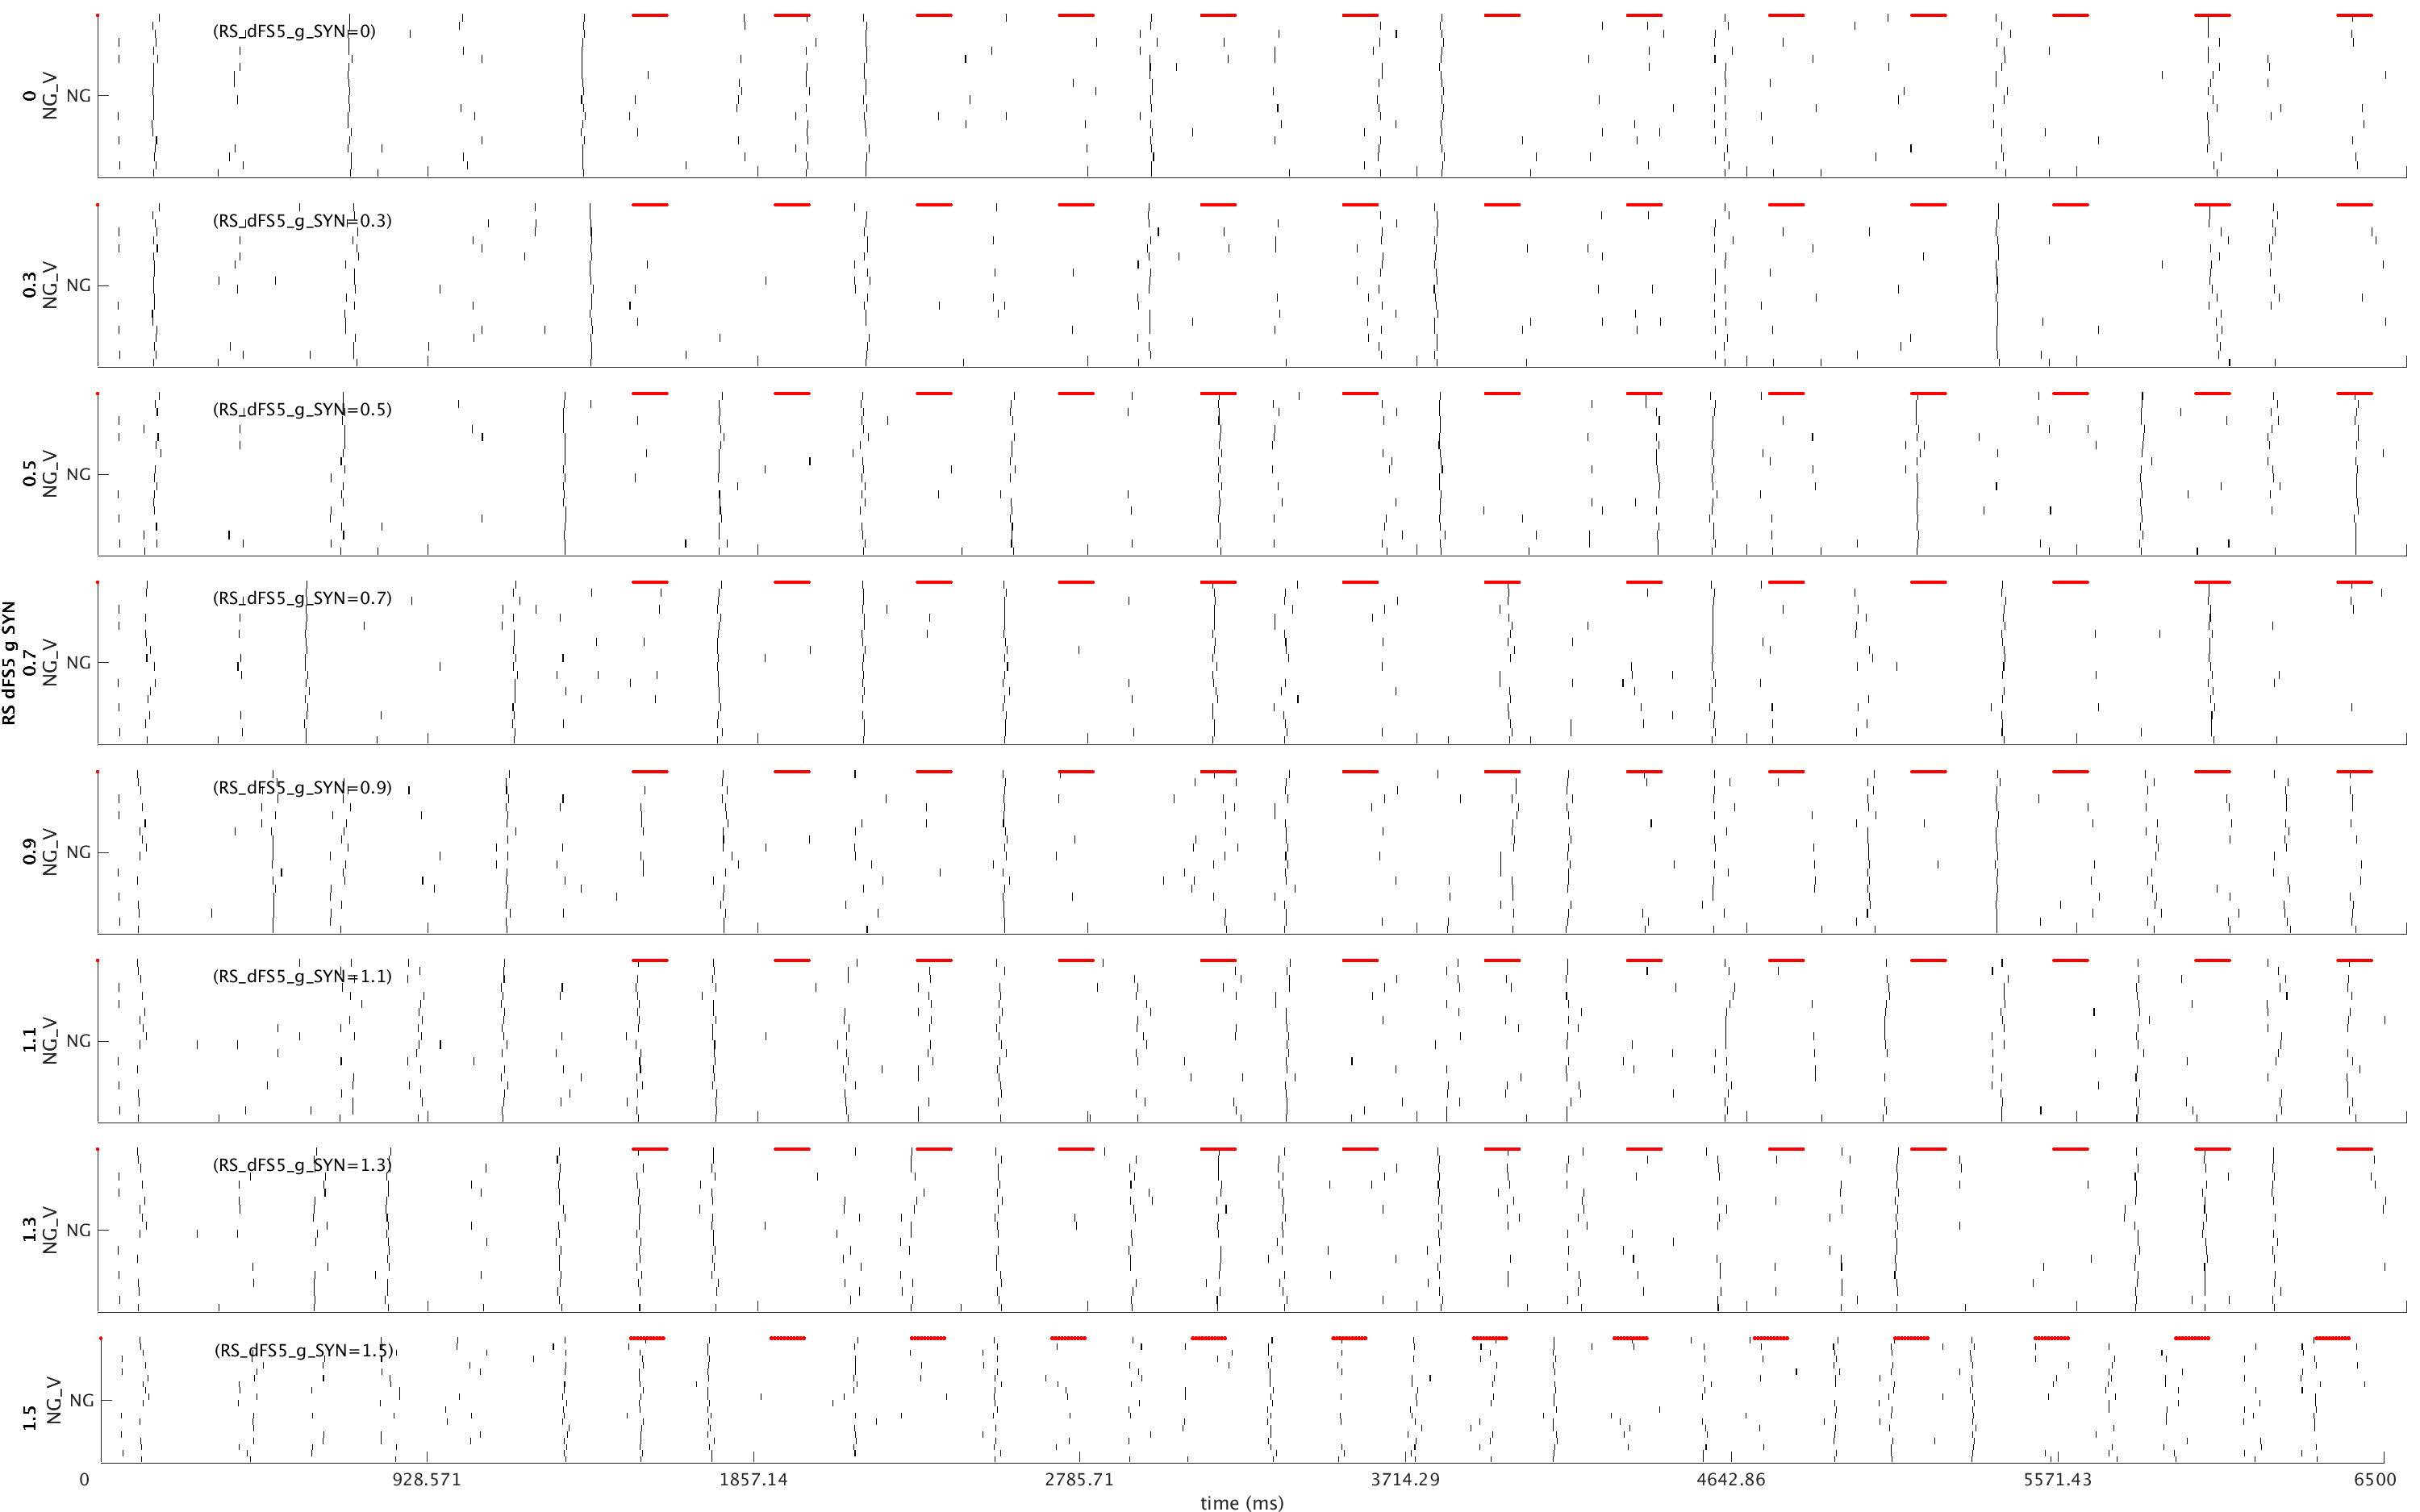 (RS_dFS5_g_SYN=0)
0
NG_V
NG
(RS_dFS5_g_SYN=0.3)
0.3
NG_V
NG
(RS_dFS5_g_SYN=0.5)
0.5
NG_V
NG
(RS_dFS5_g_SYN=0.7)
RS dFS5 g SYN
0.7
NG_V
NG
(RS_dFS5_g_SYN=0.9)
0.9
NG_V
NG
(RS_dFS5_g_SYN=1.1)
1.1
NG_V
NG
(RS_dFS5_g_SYN=1.3)
1.3
NG_V
NG
(RS_dFS5_g_SYN=1.5)
1.5
NG_V
NG
0 928.571 1857.14 2785.71 3714.29 4642.86 5571.43 6500
time (ms)